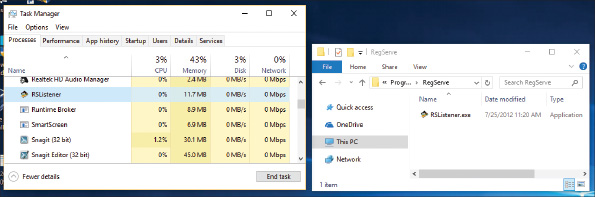 Task Manager
File Options View
Processes Performance App history Startup Users Details Services
3% 43% 3% 0%
Name CPU Memory Disk Network
Realtek HD Audio Manager 0% 2.4 MB 0 MB/s 0 Mbps
RSListener 0% 11.7 MB 0 MB/s 0 Mbps
Runtime Broker 0% 8.9 MB 0 MB/s 0 Mbps
SmartScreen 0% 6.9 MB 0 MB/s 0 Mbps
Snagit (32 bit) 1.2% 30.1 MB 0 MB/s 0 Mbps
Snagit Editor (32 bit) 0% 45.0 MB 0 MB/s 0 Mbps
Fewer details
End task
RegServe
File Home Share View
« Progr... › RegServe
Search RegServe
Name Date modified Type
Quick access
OneDrive
This PC
Network
RSListener.exe 7/25/2012 11:20 AM Application
1 item